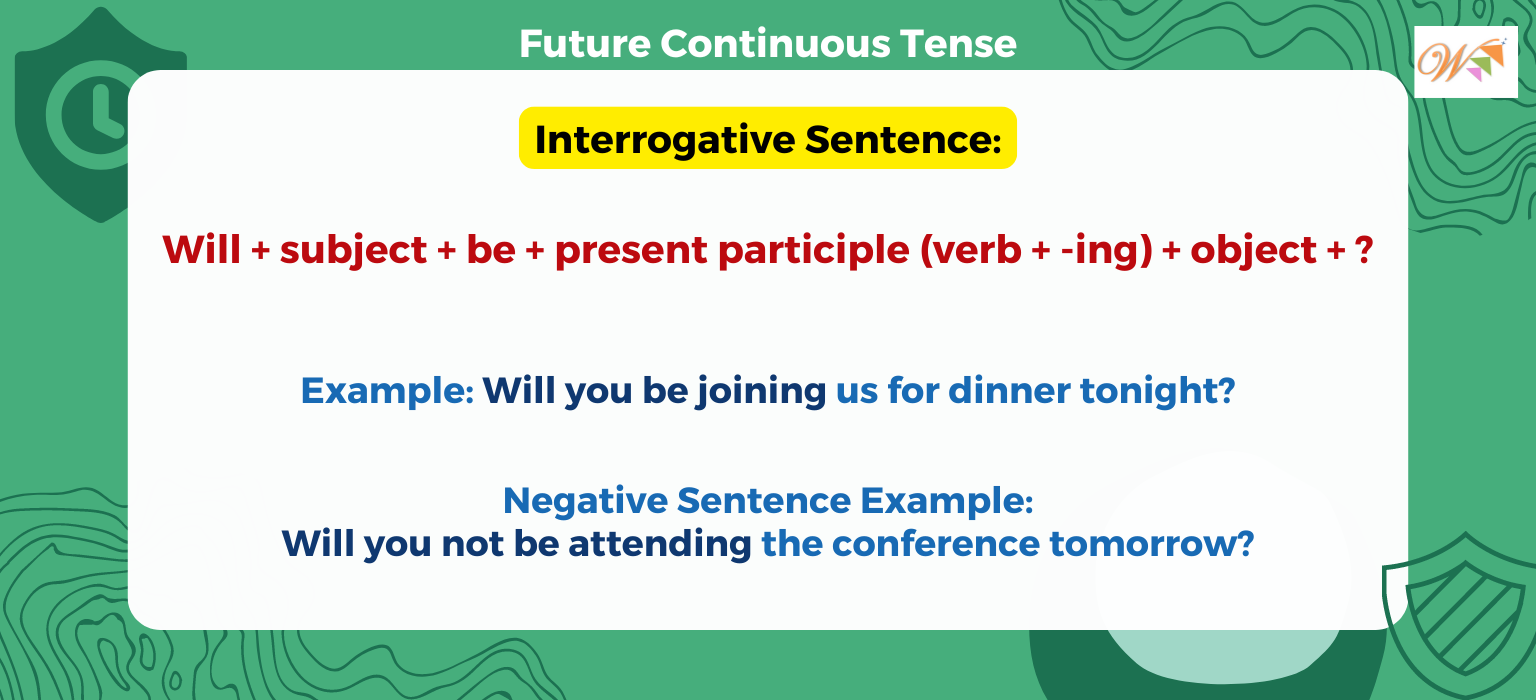 Future Continuous Tense
W
Interrogative Sentence:
Will + subject + be + present participle (verb + -ing) + object + ?
Example: Will you be joining us for dinner tonight?
Negative Sentence Example:
Will you not be attending the conference tomorrow?